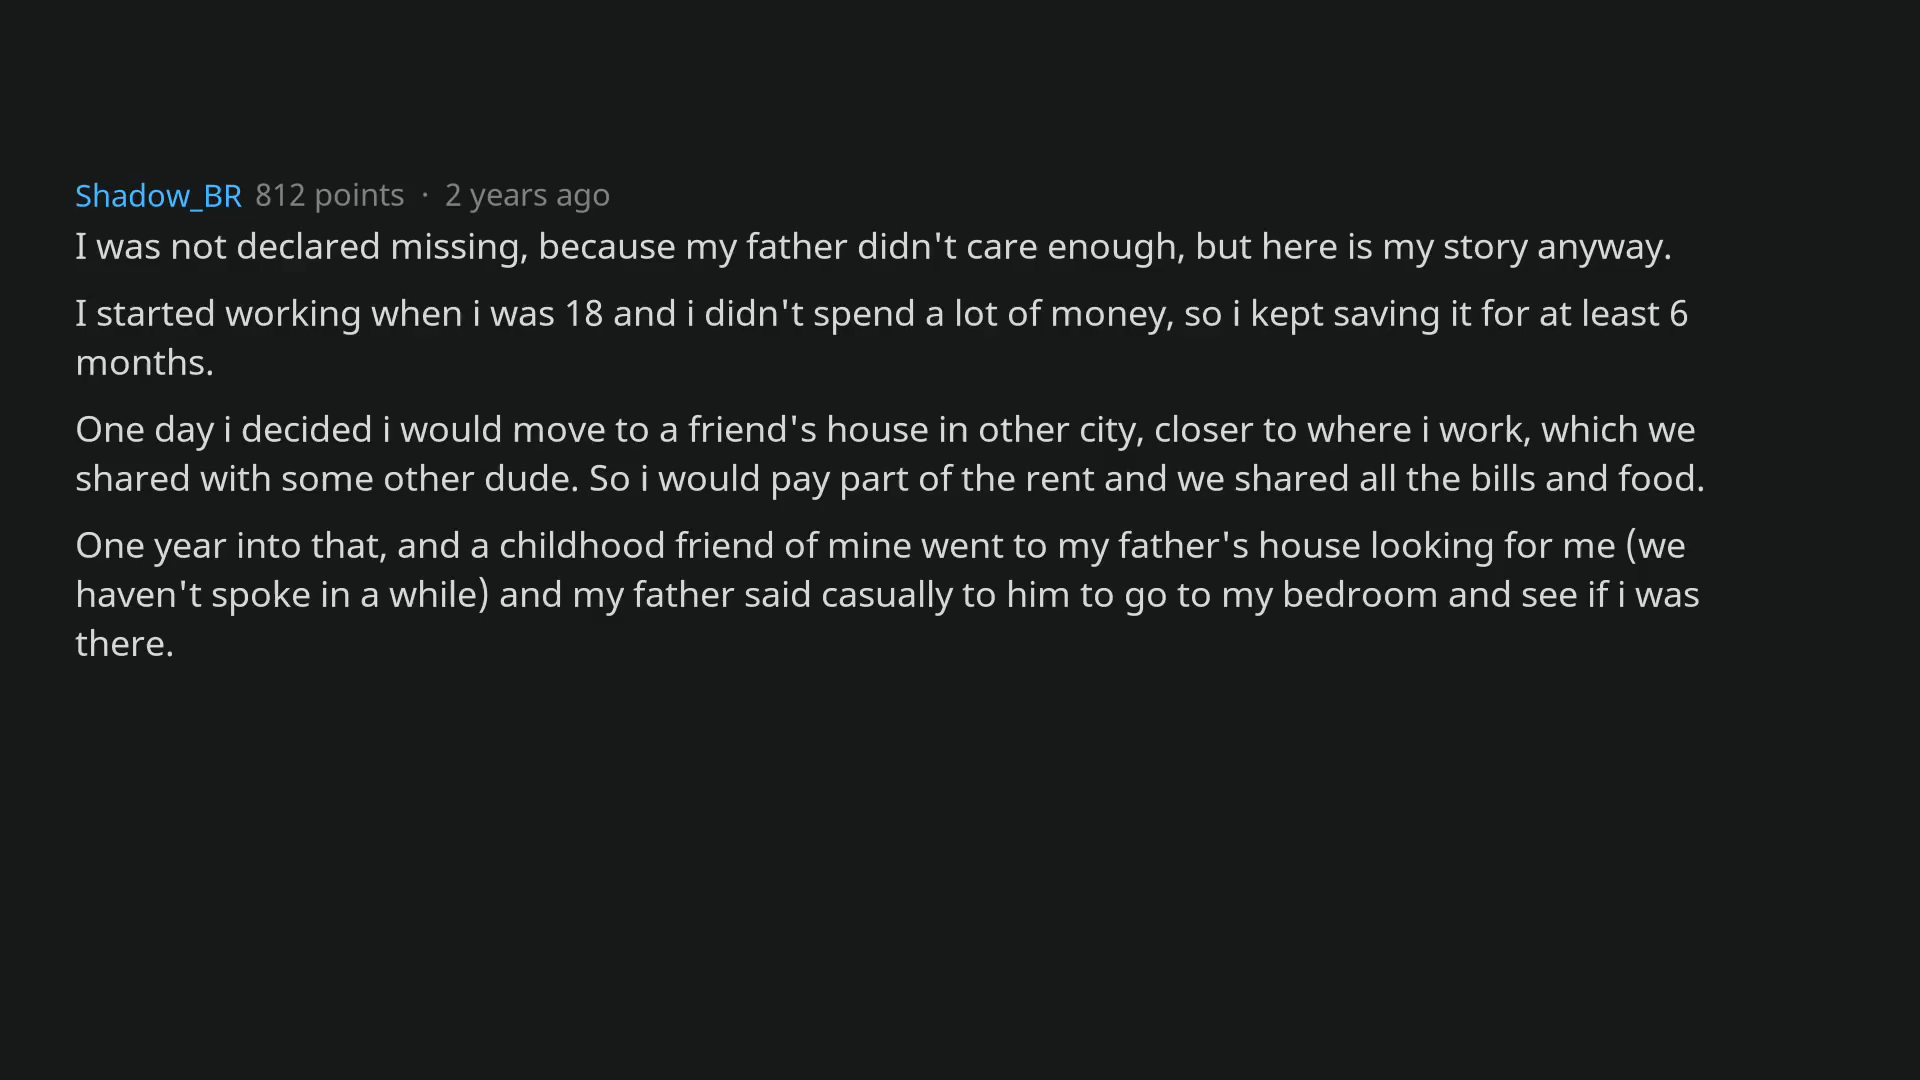 Shadow_BR 812 points · 2 years ago
I was not declared missing, because my father didn't care enough, but here is my story anyway.
I started working when i was 18 and i didn't spend a lot of money, so i kept saving it for at least 6
months.
One day i decided i would move to a friend's house in other city, closer to where i work, which we
shared with some other dude. So i would pay part of the rent and we shared all the bills and food.
One year into that, and a childhood friend of mine went to my father's house looking for me (we
haven't spoke in a while) and my father said casually to him to go to my bedroom and see if i was
there.